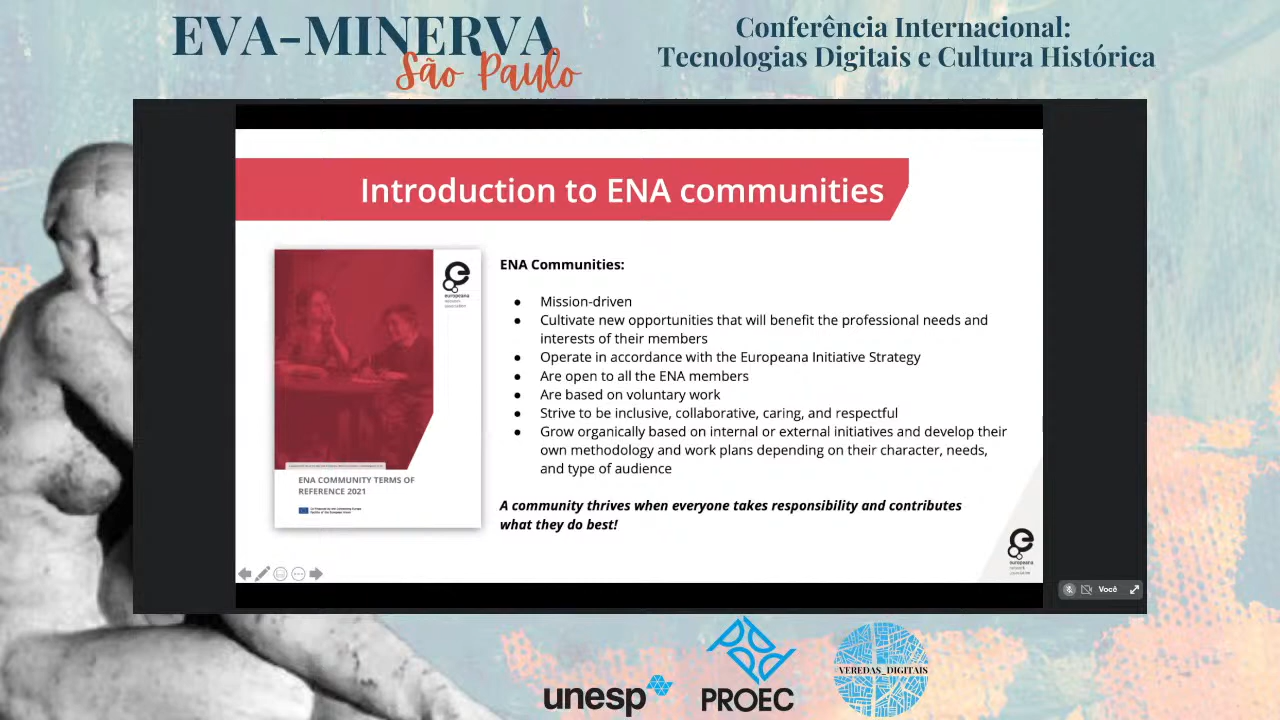 EVA-MINERVA
São Paulo
Conferência Internacional:
Tecnologias Digitais e Cultura Histórica
Introduction to ENA communities
europeana
ENA COMMUNITY TERMS OF
REFERENCE 2021
ENA Communities:
● Mission-driven
● Cultivate new opportunities that will benefit the professional needs and
interests of their members
● Operate in accordance with the Europeana Initiative Strategy
● Are open to all the ENA members
● Are based on voluntary work
● Strive to be inclusive, collaborative, caring, and respectful
● Grow organically based on internal or external initiatives and develop their
own methodology and work plans depending on their character, needs,
and type of audience
A community thrives when everyone takes responsibility and contributes
what they do best!
europeana
Você
unesp
PROEC
VEREDAS_DIGITAIS